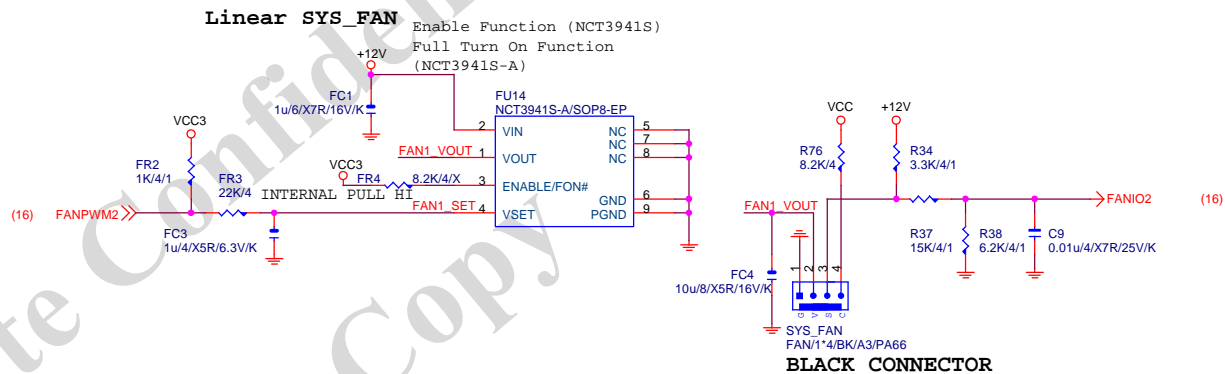 Linear SYS_FAN
Enable Function (NCT3941S)
Full Turn On Function
(NCT3941S-A)
+12V
FC1
1u/6/X7R/16V/K
FU14
NCT3941S-A/SOP8-EP
2 VIN
NC 5
NC 7
NC 8
FAN1_VOUT
1 VOUT
VCC3
FR2
1K/4/1
FR3
22K/4
VCC3
FR4
8.2K/4/X
3 ENABLE/FON#
INTERNAL PULL HI
GND 6
PGND 9
(16) FANPWM2
FAN1_SET
4 VSET
FC3
1u/4/X5R/6.3V/K
VCC
+12V
R76
8.2K/4
R34
3.3K/4/1
FAN1_VOUT
FANIO2 (16)
R37
15K/4/1
R38
6.2K/4/1
C9
0.01u/4/X7R/25V/K
FC4
10u/8/X5R/16V/K
1 2 3 4
G V S C
SYS_FAN
FAN/1*4/BK/A3/PA66
BLACK CONNECTOR
te Confide
Copy